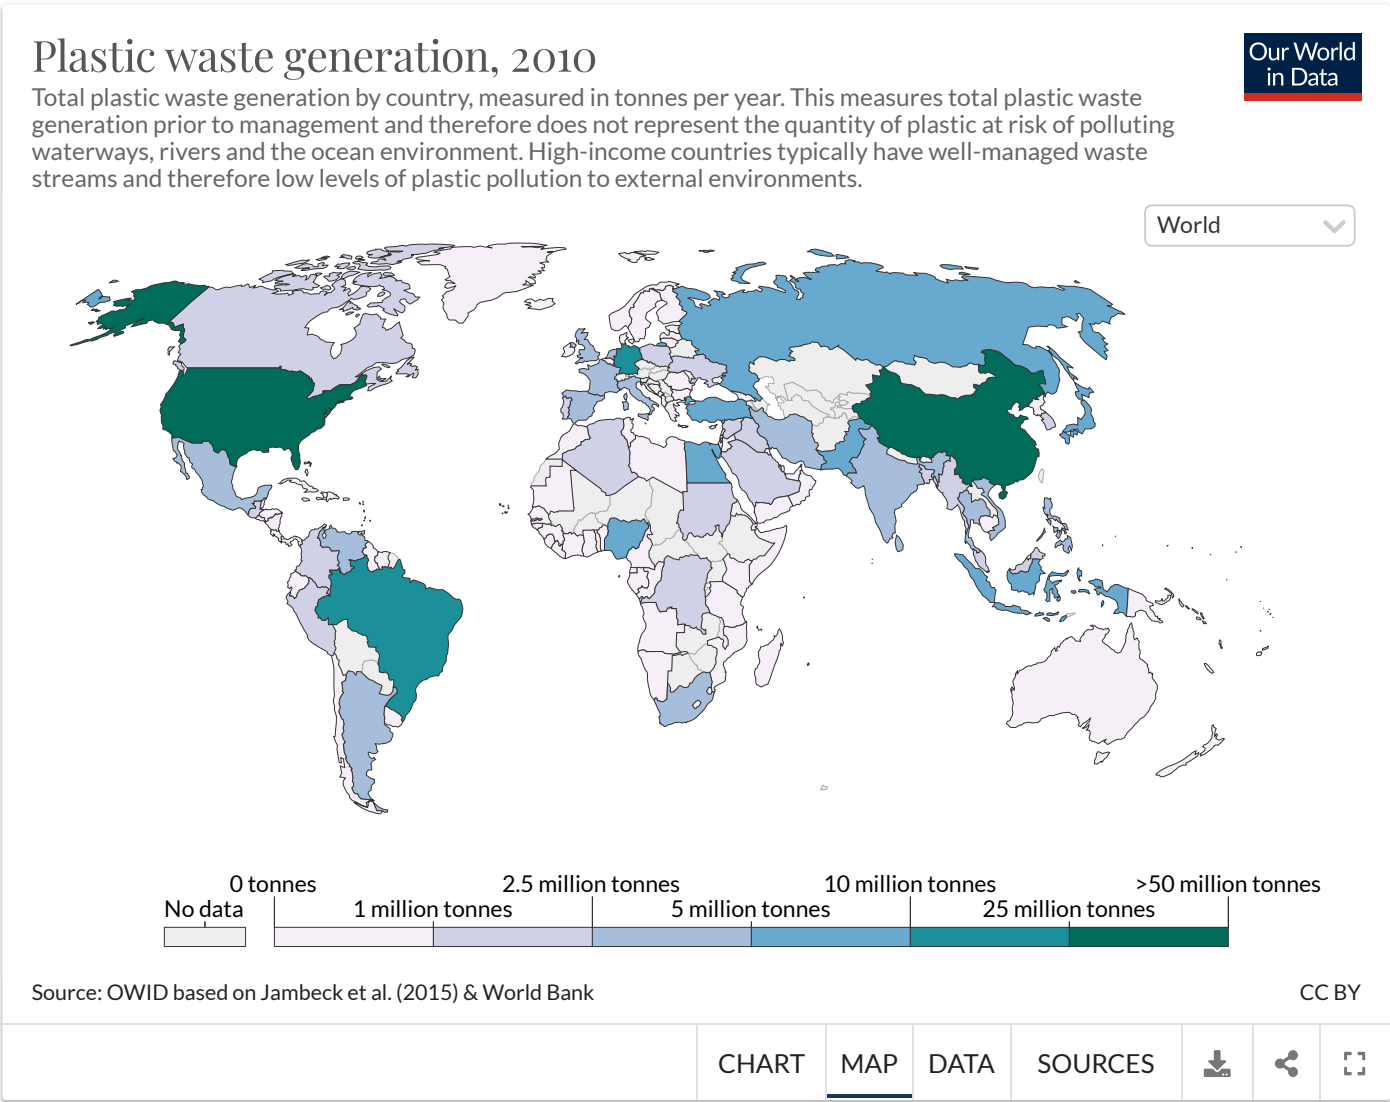 Plastic waste generation, 2010
Our World
in Data
Total plastic waste generation by country, measured in tonnes per year. This measures total plastic waste
generation prior to management and therefore does not represent the quantity of plastic at risk of polluting
waterways, rivers and the ocean environment. High-income countries typically have well-managed waste
streams and therefore low levels of plastic pollution to external environments.
World
0 tonnes 2.5 million tonnes 10 million tonnes >50 million tonnes
No data 1 million tonnes 5 million tonnes 25 million tonnes
Source: OWID based on Jambeck et al. (2015) & World Bank CC BY
CHART MAP DATA SOURCES